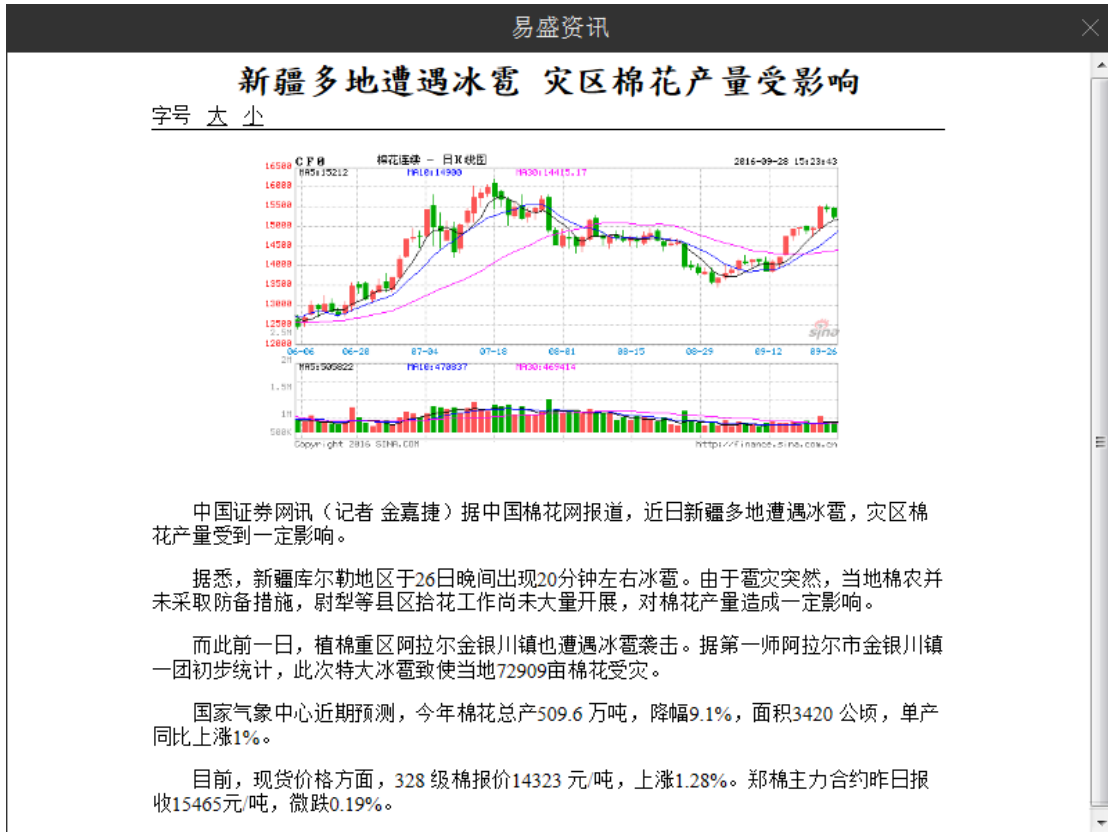 易盛资讯
新疆多地遭遇冰雹 灾区棉花产量受影响
字号 大 小
CF0 棉花连续 - 日K线图 2016-09-28 15:23:43
MA5:15212 MA10:14900 MA30:14415.17
16500
16000
15500
15000
14500
14000
13500
13000
12500
2.5M
12000
sina
06-06 06-20 07-04 07-18 08-01 08-15 08-29 09-12 09-26
2M
MA5:505822 MA10:470837 MA30:469414
1.5M
1M
500K
Copyright 2016 SINA.COM http://finance.sina.com.cn
中国证券网讯（记者 金嘉捷）据中国棉花网报道，近日新疆多地遭遇冰雹，灾区棉
花产量受到一定影响。
据悉，新疆库尔勒地区于26日晚间出现20分钟左右冰雹。由于雹灾突然，当地棉农并
未采取防备措施，尉犁等县区拾花工作尚未大量开展，对棉花产量造成一定影响。
而此前一日，植棉重区阿拉尔金银川镇也遭遇冰雹袭击。据第一师阿拉尔市金银川镇
一团初步统计，此次特大冰雹致使当地72909亩棉花受灾。
国家气象中心近期预测，今年棉花总产509.6 万吨，降幅9.1%，面积3420 公顷，单产
同比上涨1%。
目前，现货价格方面，328 级棉报价14323 元/吨，上涨1.28%。郑棉主力合约昨日报
收15465元/吨，微跌0.19%。